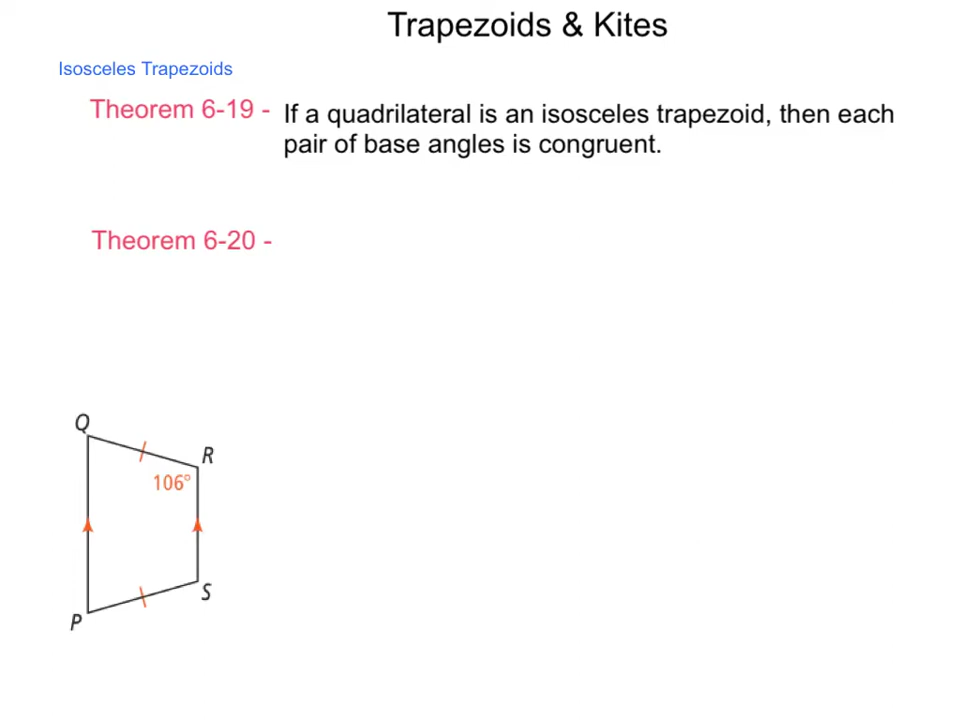 Trapezoids & Kites
Isosceles Trapezoids
Theorem 6-19 - If a quadrilateral is an isosceles trapezoid, then each
pair of base angles is congruent.
Theorem 6-20 -
Q
R
106°
S
P